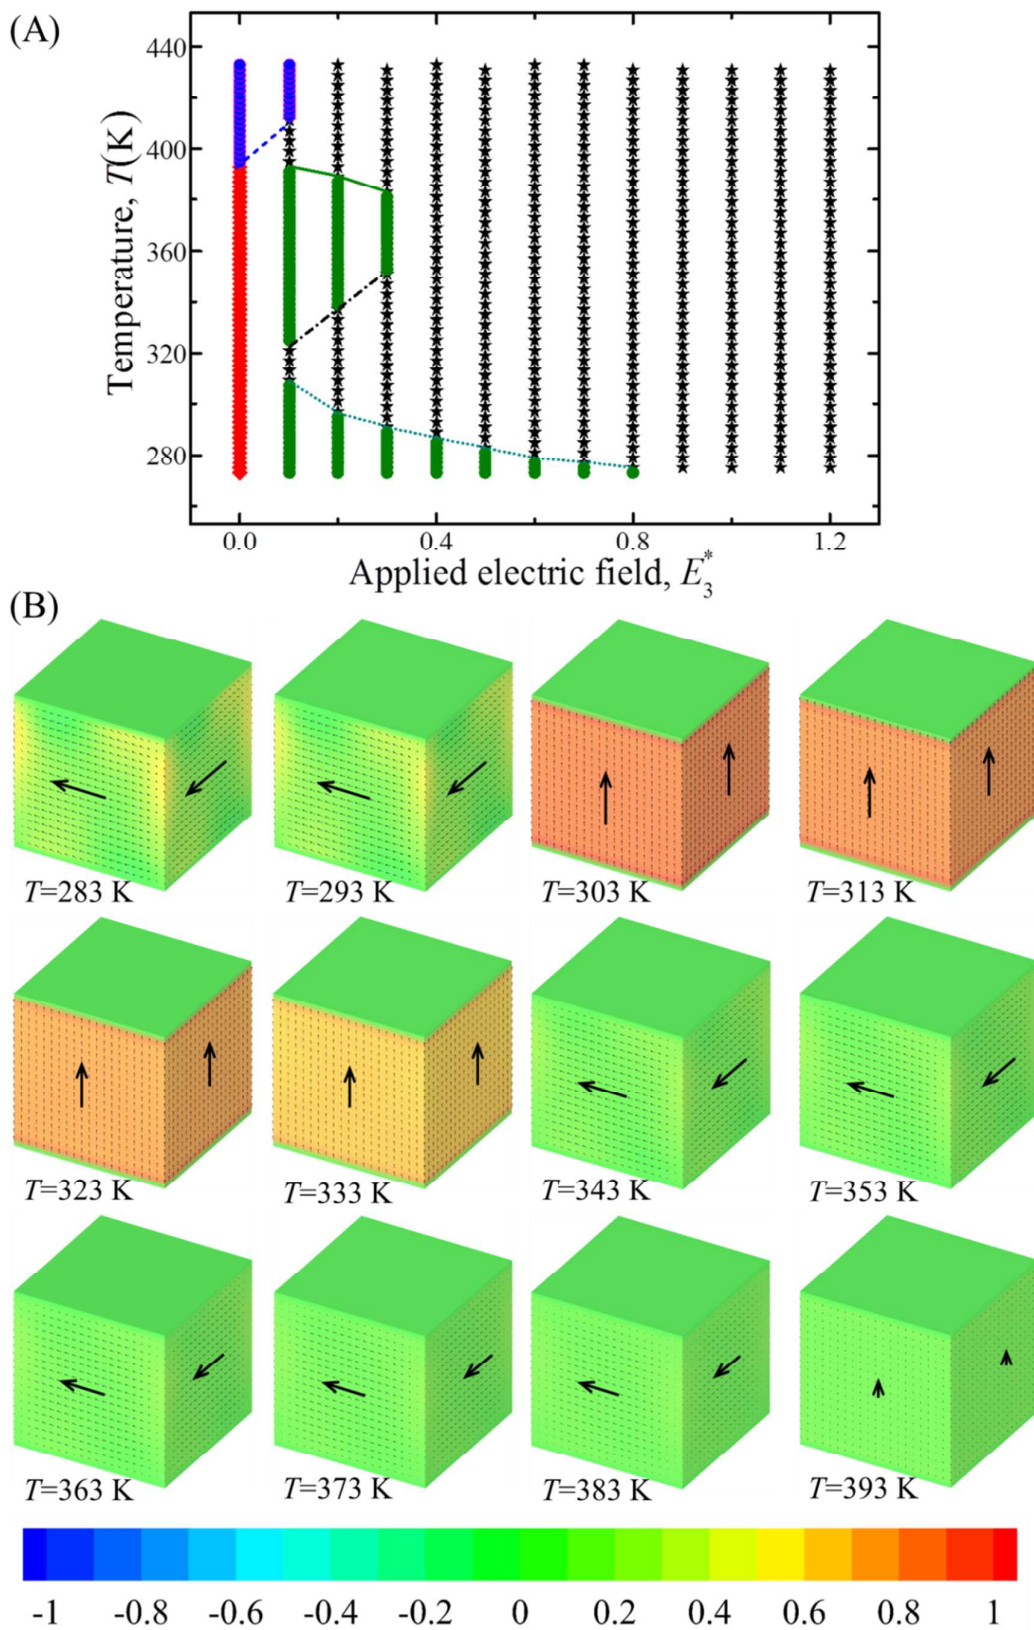 (A)
440
400
360
320
280
Temperature, T(K)
0.0 0.4 0.8 1.2
Applied electric field, E₃*
(B)
T=283 K T=293 K T=303 K T=313 K
T=323 K T=333 K T=343 K T=353 K
T=363 K T=373 K T=383 K T=393 K
-1 -0.8 -0.6 -0.4 -0.2 0 0.2 0.4 0.6 0.8 1